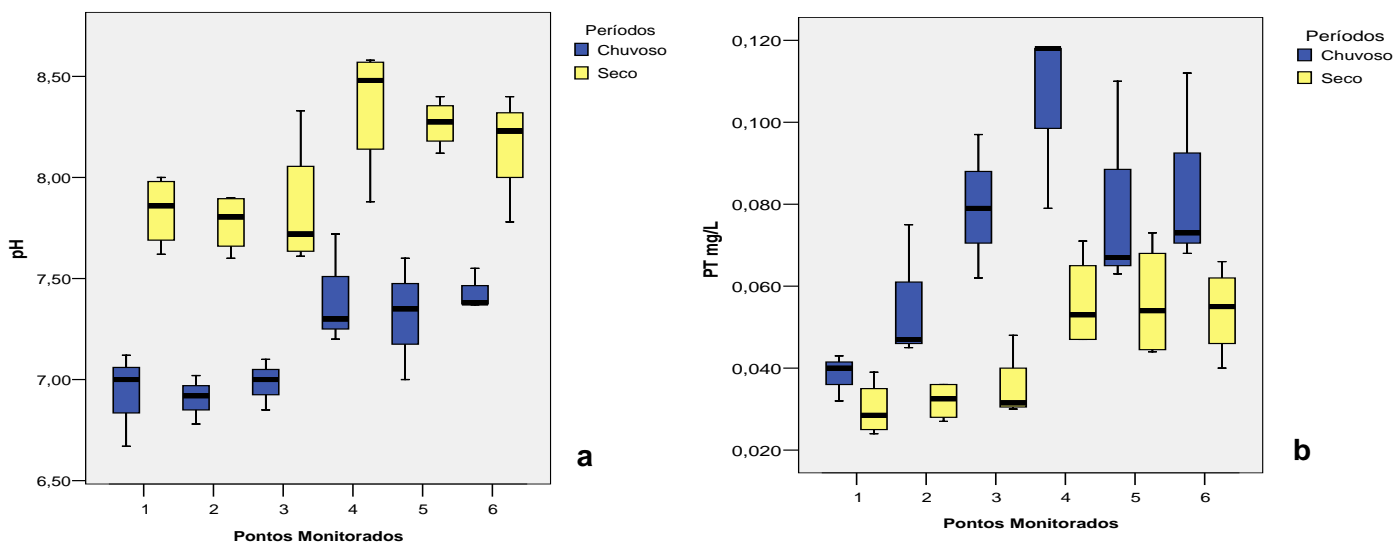 Períodos
Chuvoso
Seco
pH
8,50
8,00
7,50
7,00
6,50
1 2 3 4 5 6
Pontos Monitorados
a
Períodos
Chuvoso
Seco
PT mg/L
0,120
0,100
0,080
0,060
0,040
0,020
1 2 3 4 5 6
Pontos Monitorados
b